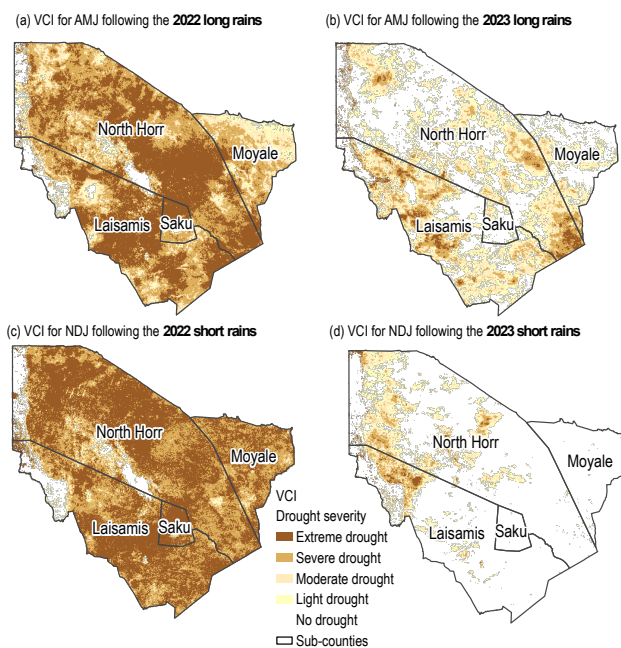 (a) VCI for AMJ following the 2022 long rains
(b) VCI for AMJ following the 2023 long rains
North Horr
Moyale
Laisamis
Saku
North Horr
Moyale
Laisamis
Saku
(c) VCI for NDJ following the 2022 short rains
(d) VCI for NDJ following the 2023 short rains
North Horr
Moyale
Laisamis
Saku
North Horr
Moyale
Laisamis
Saku
VCI
Drought severity
Extreme drought
Severe drought
Moderate drought
Light drought
No drought
Sub-counties